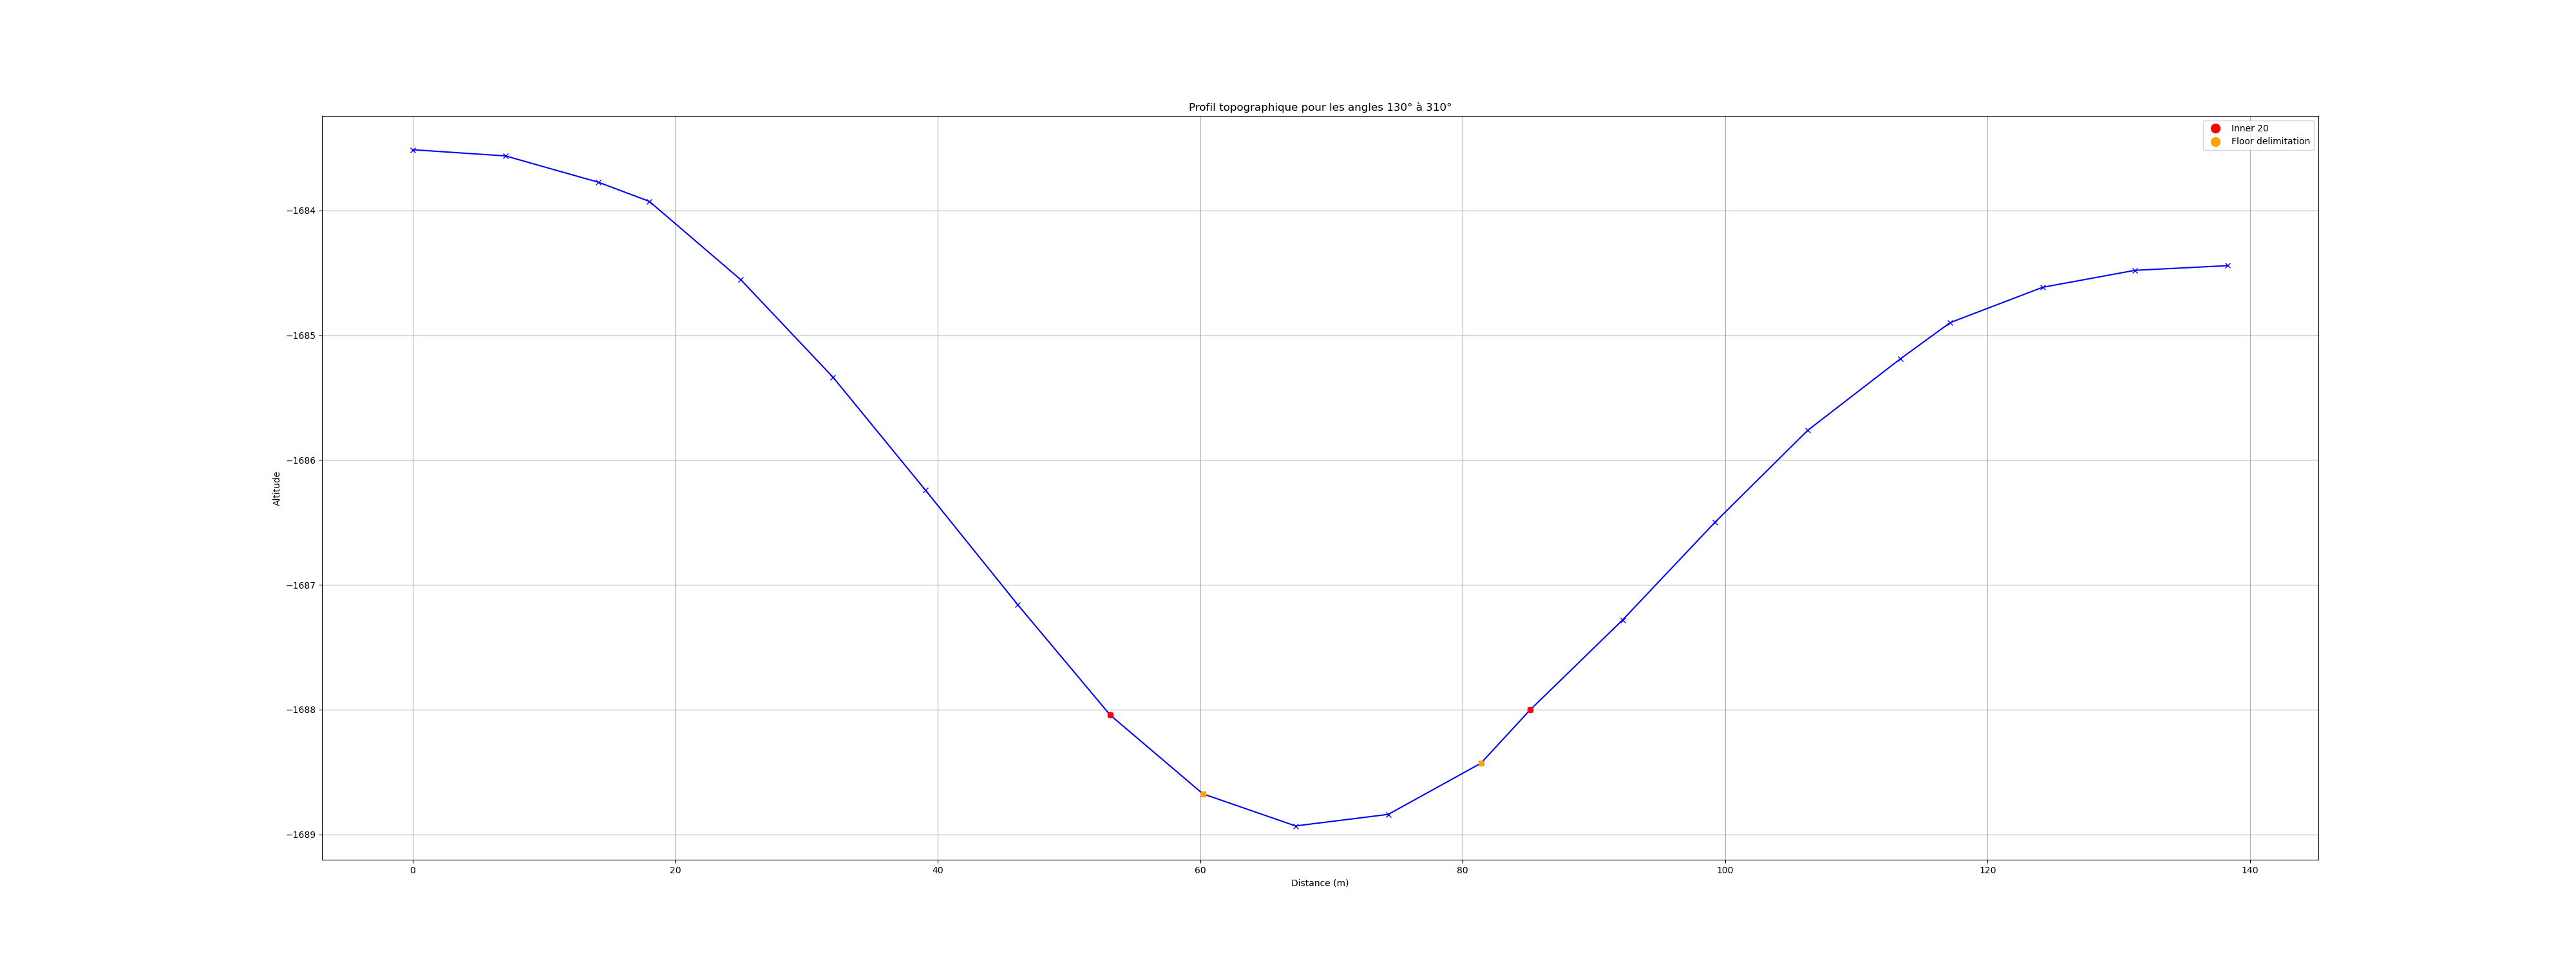 Profil topographique pour les angles 130° à 310°
Inner 20
Floor delimitation
Altitude
−1684
−1685
−1686
−1687
−1688
−1689
0 20 40 60 80 100 120 140
Distance (m)